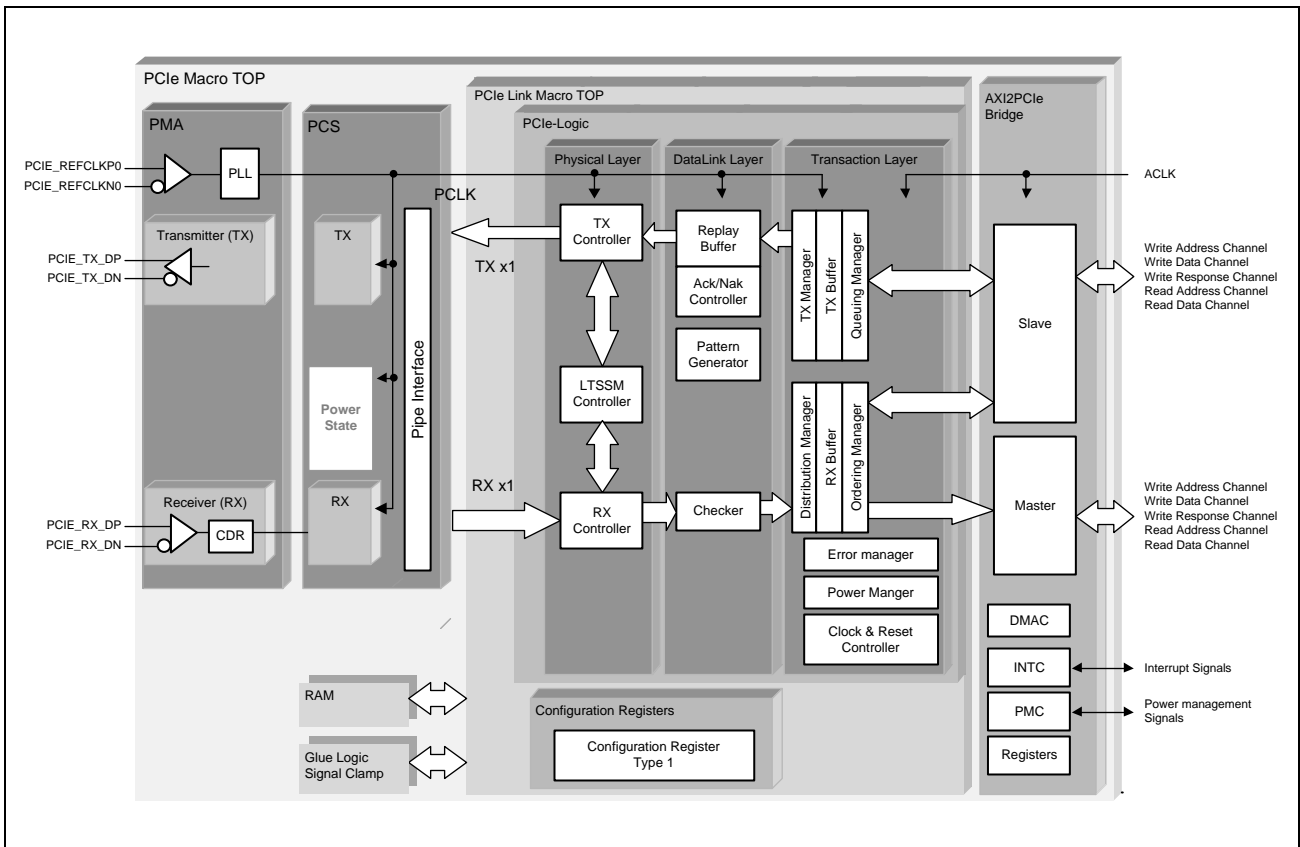 PCIe Macro TOP
PMA
PCIE_REFCLKP0
PCIE_REFCLKN0
PLL
Transmitter (TX)
PCIE_TX_DP
PCIE_TX_DN
Receiver (RX)
PCIE_RX_DP
PCIE_RX_DN
CDR
PCS
PCLK
TX
Power
State
RX
Pipe Interface
TX x1
RX x1
RAM
Glue Logic
Signal Clamp
PCIe Link Macro TOP
PCIe-Logic
Physical Layer
TX
Controller
LTSSM
Controller
RX
Controller
DataLink Layer
Replay
Buffer
Ack/Nak
Controller
Pattern
Generator
Checker
Transaction Layer
TX Manager
TX Buffer
Queuing Manager
Distribution Manager
RX Buffer
Ordering Manager
Error manager
Power Manger
Clock & Reset
Controller
Configuration Registers
Configuration Register
Type 1
AXI2PCIe
Bridge
ACLK
Slave
Write Address Channel
Write Data Channel
Write Response Channel
Read Address Channel
Read Data Channel
Master
Write Address Channel
Write Data Channel
Write Response Channel
Read Address Channel
Read Data Channel
DMAC
INTC
Interrupt Signals
PMC
Power management
Signals
Registers